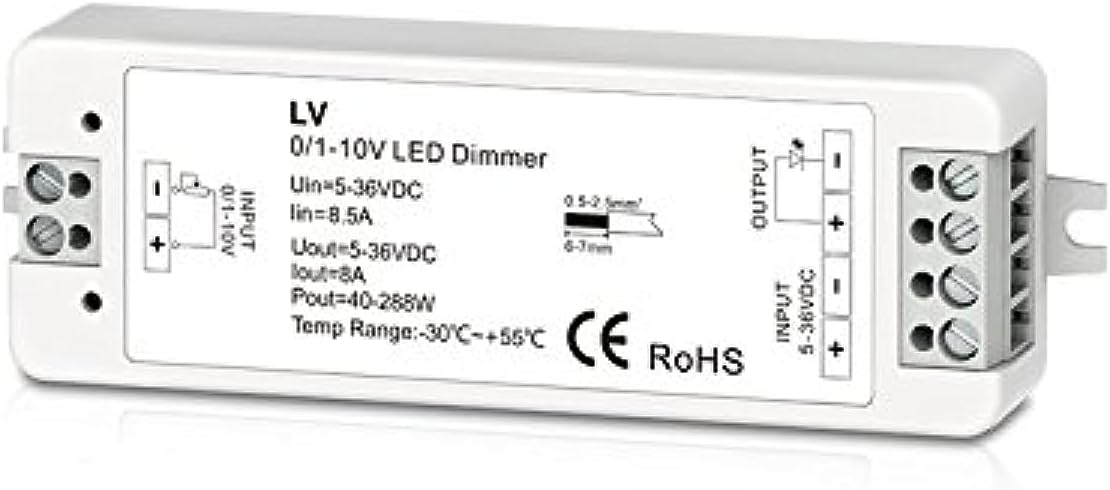 LV
0/1-10V LED Dimmer
Uin=5-36VDC
Iin=8.5A
Uout=5-36VDC
Iout=8A
Pout=40-288W
Temp Range:-30℃~+55℃
INPUT
0/1-10V
-
+
0.5-2.5mm²
6-7mm
CE
RoHS
OUTPUT
-
+
INPUT
5-36VDC
-
+